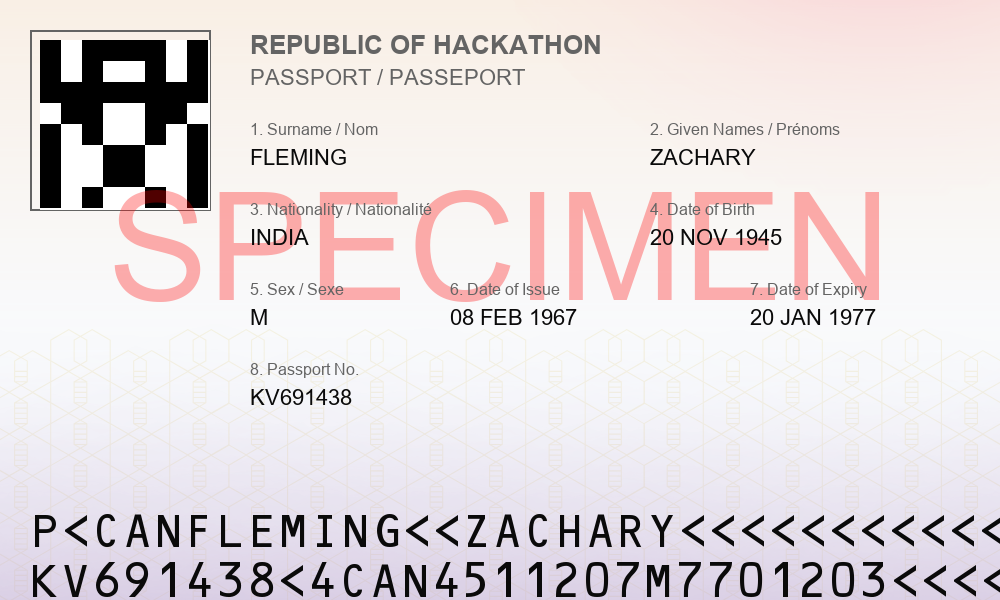 REPUBLIC OF HACKATHON
PASSPORT / PASSEPORT
1. Surname / Nom 2. Given Names / Prénoms
FLEMING ZACHARY
SPECIMEN
3. Nationality / Nationalité 4. Date of Birth
INDIA 20 NOV 1945
5. Sex / Sexe 6. Date of Issue 7. Date of Expiry
M 08 FEB 1967 20 JAN 1977
8. Passport No.
KV691438
P<CANFLEMING<<ZACHARY<<<<<<<<<<<
KV691438<4CAN4511207M7701203<<<<